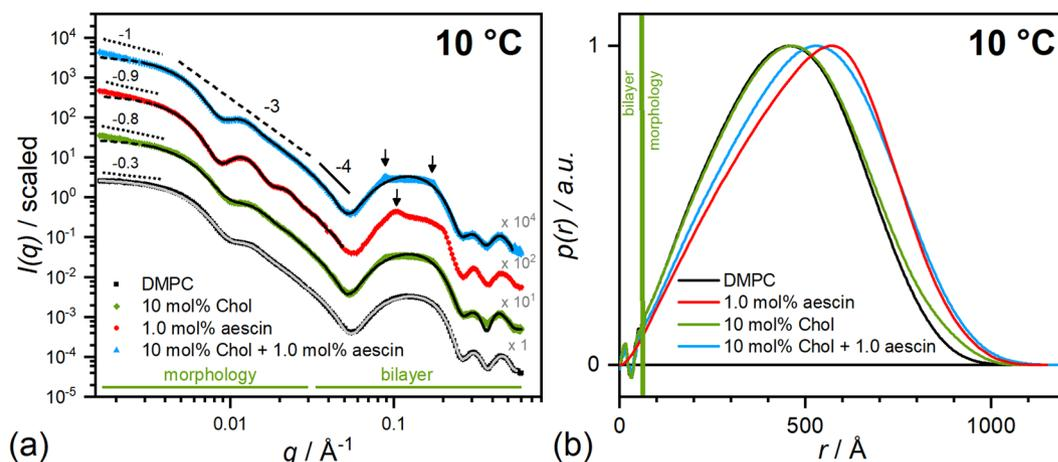 10 °C
I(q) / scaled
10⁴
10³
10²
10¹
10⁰
10⁻¹
10⁻²
10⁻³
10⁻⁴
10⁻⁵
-1
-0.9
-0.8
-0.3
-3
-4
x 10⁴
x 10²
x 10¹
x 1
DMPC
10 mol% Chol
1.0 mol% aescin
10 mol% Chol + 1.0 mol% aescin
morphology
bilayer
0.01
0.1
q / Å⁻¹
(a)
10 °C
p(r) / a.u.
1
0
bilayer
morphology
DMPC
1.0 mol% aescin
10 mol% Chol
10 mol% Chol + 1.0 aescin
0
500
1000
r / Å
(b)